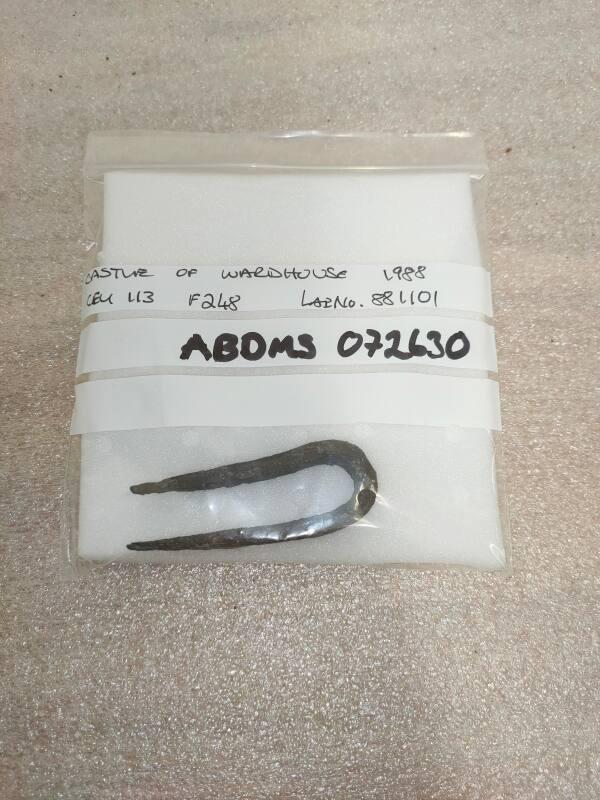 CASTLE OF WARDHOUSE 1988
CEU 113 F248 LAB No. 881101
ABDMS 072630